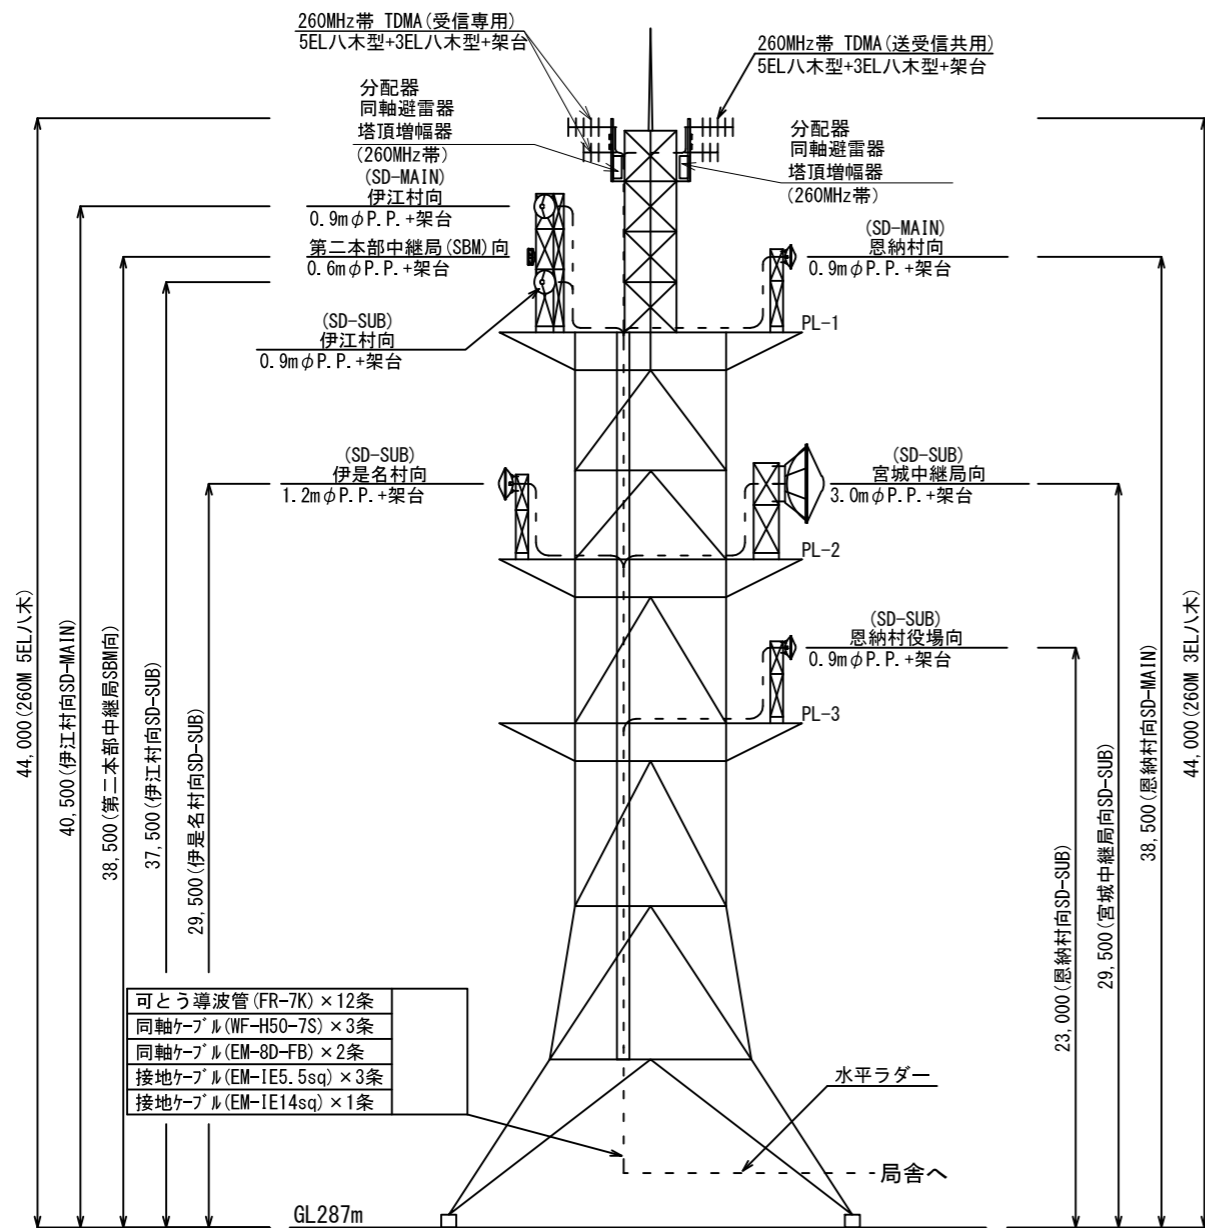 260MHz帯 TDMA(受信専用)
5EL八木型+3EL八木型+架台
260MHz帯 TDMA(送受信共用)
5EL八木型+3EL八木型+架台
分配器
同軸避雷器
塔頂増幅器
(260MHz帯)
分配器
同軸避雷器
塔頂増幅器
(260MHz帯)
(SD-MAIN)
伊江村向
0.9mφP.P.+架台
第二本部中継局(SBM)向
0.6mφP.P.+架台
(SD-SUB)
伊江村向
0.9mφP.P.+架台
(SD-MAIN)
恩納村向
0.9mφP.P.+架台
PL-1
(SD-SUB)
伊是名村向
1.2mφP.P.+架台
(SD-SUB)
宮城中継局向
3.0mφP.P.+架台
PL-2
(SD-SUB)
恩納村役場向
0.9mφP.P.+架台
PL-3
44,000(260M 5EL八木)
40,500(伊江村向SD-MAIN)
38,500(第二本部中継局SBM向)
37,500(伊江村向SD-SUB)
29,500(伊是名村向SD-SUB)
23,000(恩納村向SD-SUB)
29,500(宮城中継局向SD-SUB)
38,500(恩納村向SD-MAIN)
44,000(260M 3EL八木)
可とう導波管(FR-7K)×12条
同軸ｹｰﾌﾞﾙ(WF-H50-7S)×3条
同軸ｹｰﾌﾞﾙ(EM-8D-FB)×2条
接地ｹｰﾌﾞﾙ(EM-IE5.5sq)×3条
接地ｹｰﾌﾞﾙ(EM-IE14sq)×1条
水平ラダー
局舎へ
GL287m